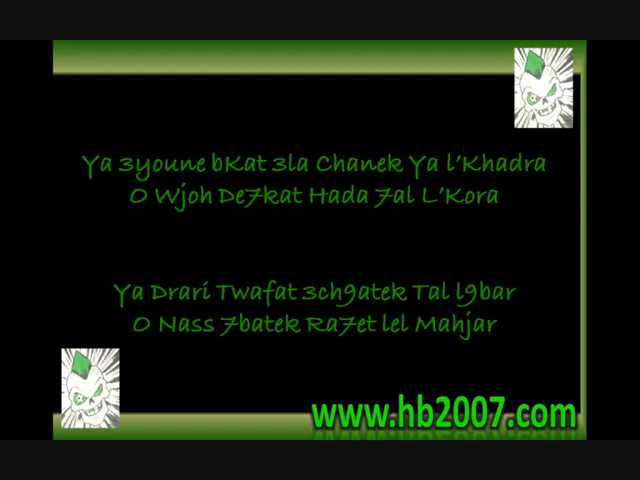 Ya 3youne bKat 3la Chanek Ya l'Khadra
O Wjoh De7kat Hada 7al L'Kora
Ya Drari Twafat 3ch9atek Tal l9bar
O Nass 7batek Ra7et lel Mahjar
www.hb2007.com